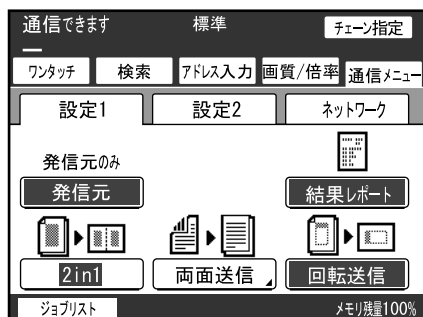 通信できます 標準 チェーン指定
ワンタッチ 検索 アドレス入力 画質/倍率 通信メニュー
設定1 設定2 ネットワーク
発信元のみ
発信元 結果レポート
2in1 両面送信 回転送信
ジョブリスト メモリ残量100%